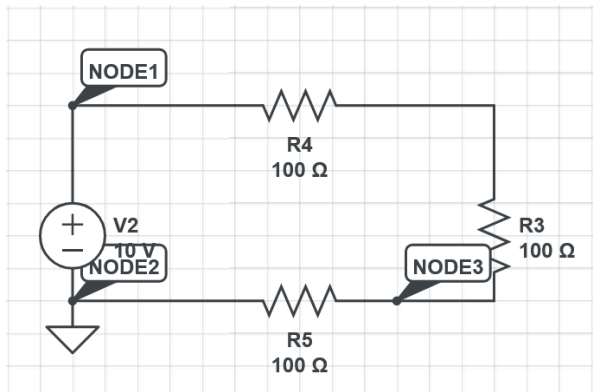 NODE1
R4
100 Ω
V2
10 V
R3
100 Ω
NODE2
NODE3
R5
100 Ω